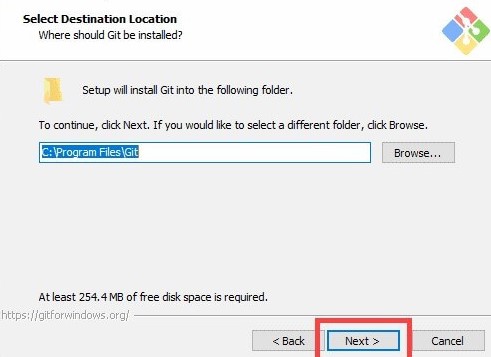 Select Destination Location
Where should Git be installed?
Setup will install Git into the following folder.
To continue, click Next. If you would like to select a different folder, click Browse.
C:\Program Files\Git
Browse...
At least 254.4 MB of free disk space is required.
https://gitforwindows.org/
< Back
Next >
Cancel